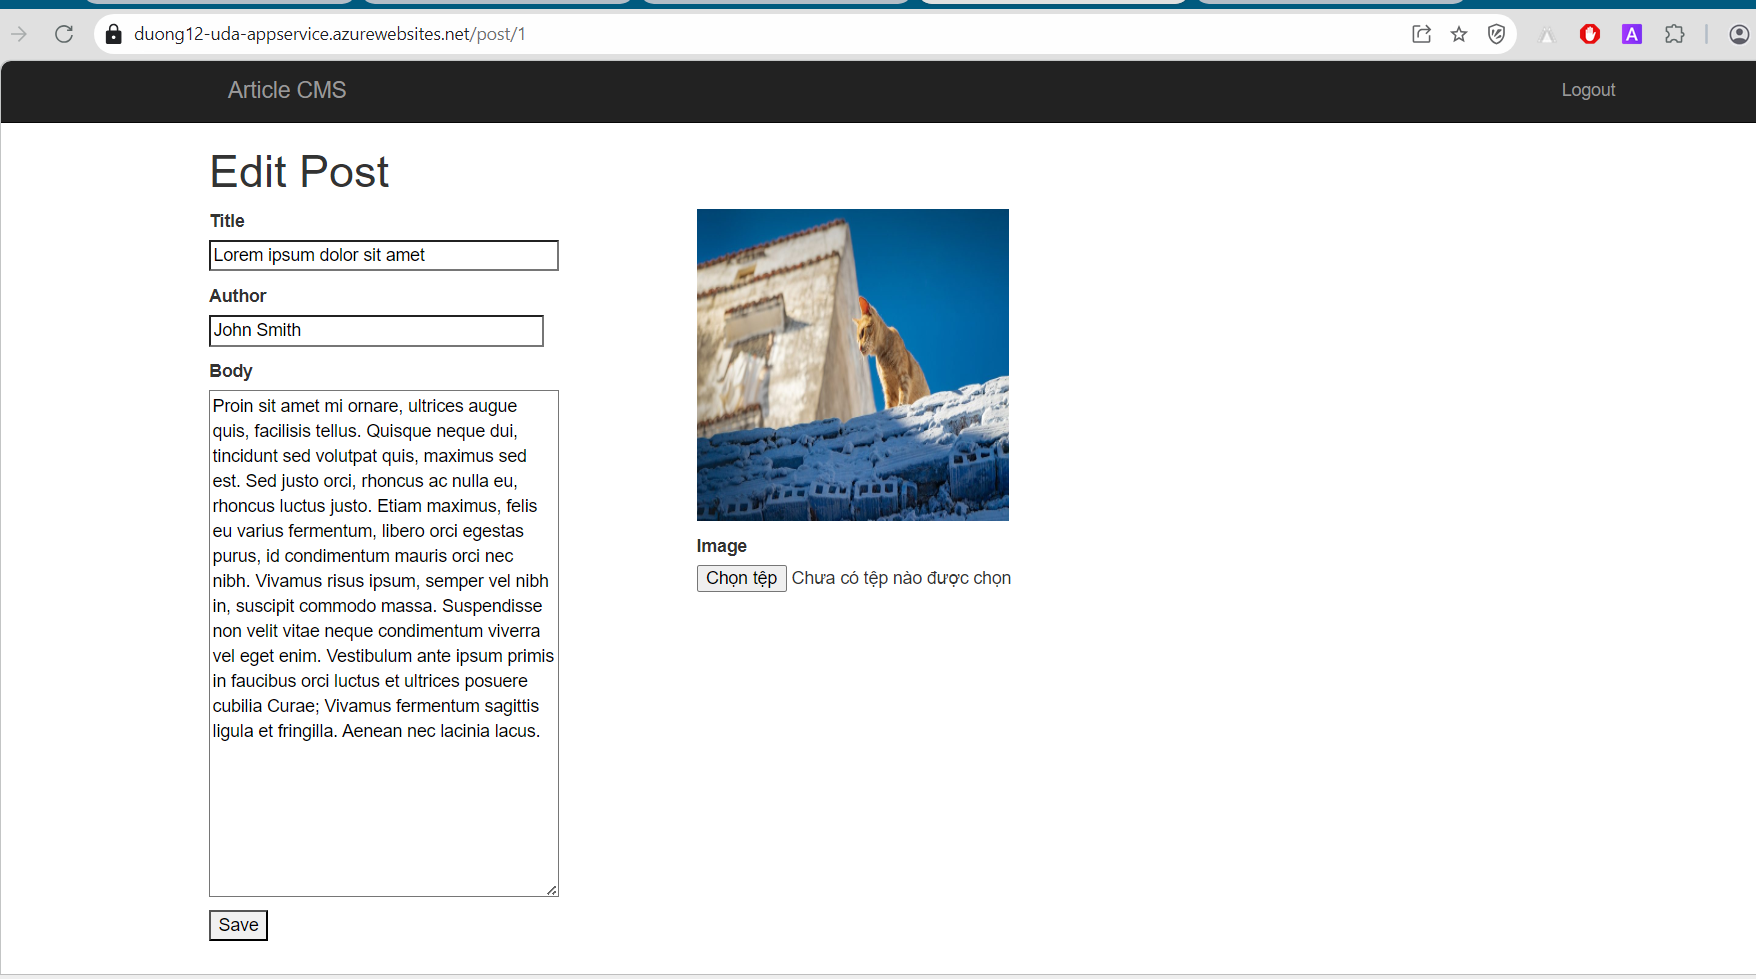 duong12-uda-appservice.azurewebsites.net/post/1
A
Article CMS
Logout
Edit Post
Title
Lorem ipsum dolor sit amet
Author
John Smith
Body
Proin sit amet mi ornare, ultrices augue
quis, facilisis tellus. Quisque neque dui,
tincidunt sed volutpat quis, maximus sed
est. Sed justo orci, rhoncus ac nulla eu,
rhoncus luctus justo. Etiam maximus, felis
eu varius fermentum, libero orci egestas
purus, id condimentum mauris orci nec
nibh. Vivamus risus ipsum, semper vel nibh
in, suscipit commodo massa. Suspendisse
non velit vitae neque condimentum viverra
vel eget enim. Vestibulum ante ipsum primis
in faucibus orci luctus et ultrices posuere
cubilia Curae; Vivamus fermentum sagittis
ligula et fringilla. Aenean nec lacinia lacus.
Image
Chọn tệp Chưa có tệp nào được chọn
Save